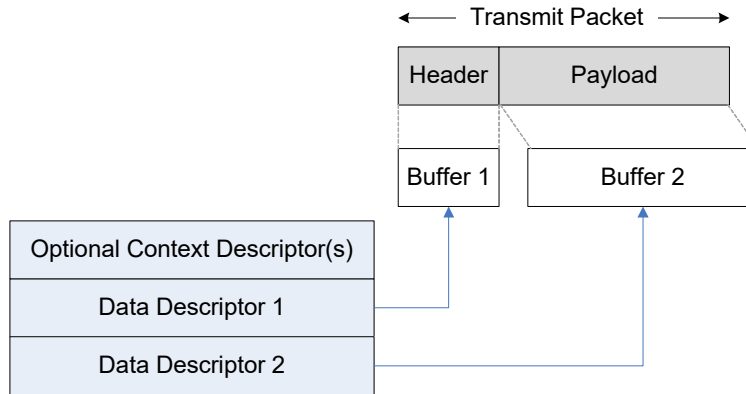 Transmit Packet
Header Payload
Buffer 1 Buffer 2
Optional Context Descriptor(s)
Data Descriptor 1
Data Descriptor 2